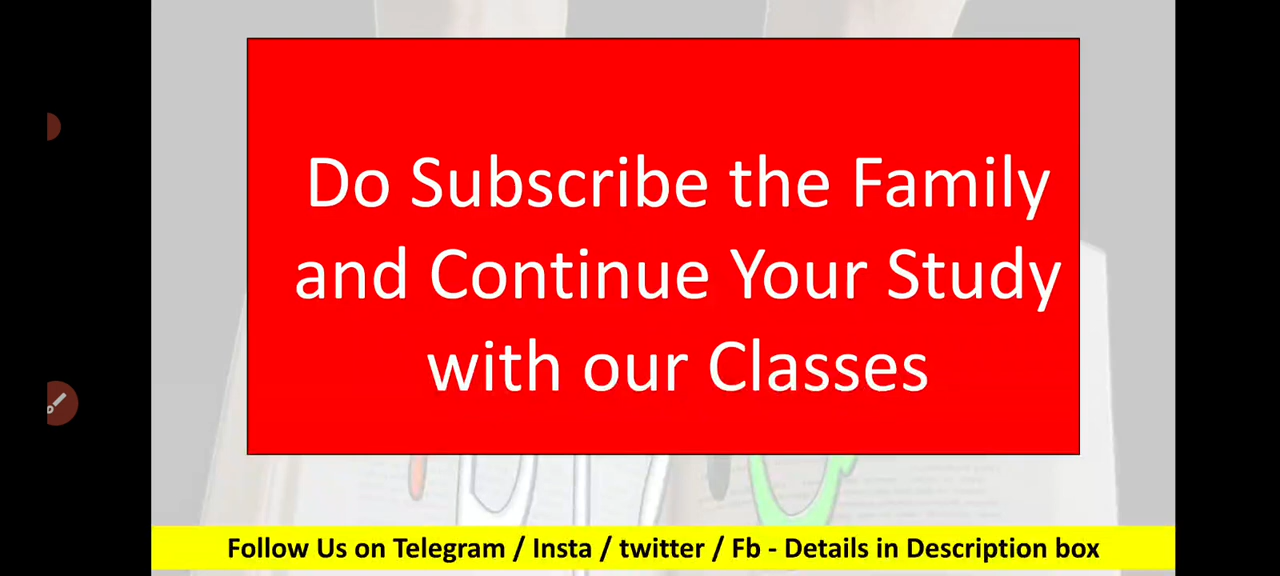 Do Subscribe the Family
and Continue Your Study
with our Classes
Follow Us on Telegram / Insta / twitter / Fb - Details in Description box